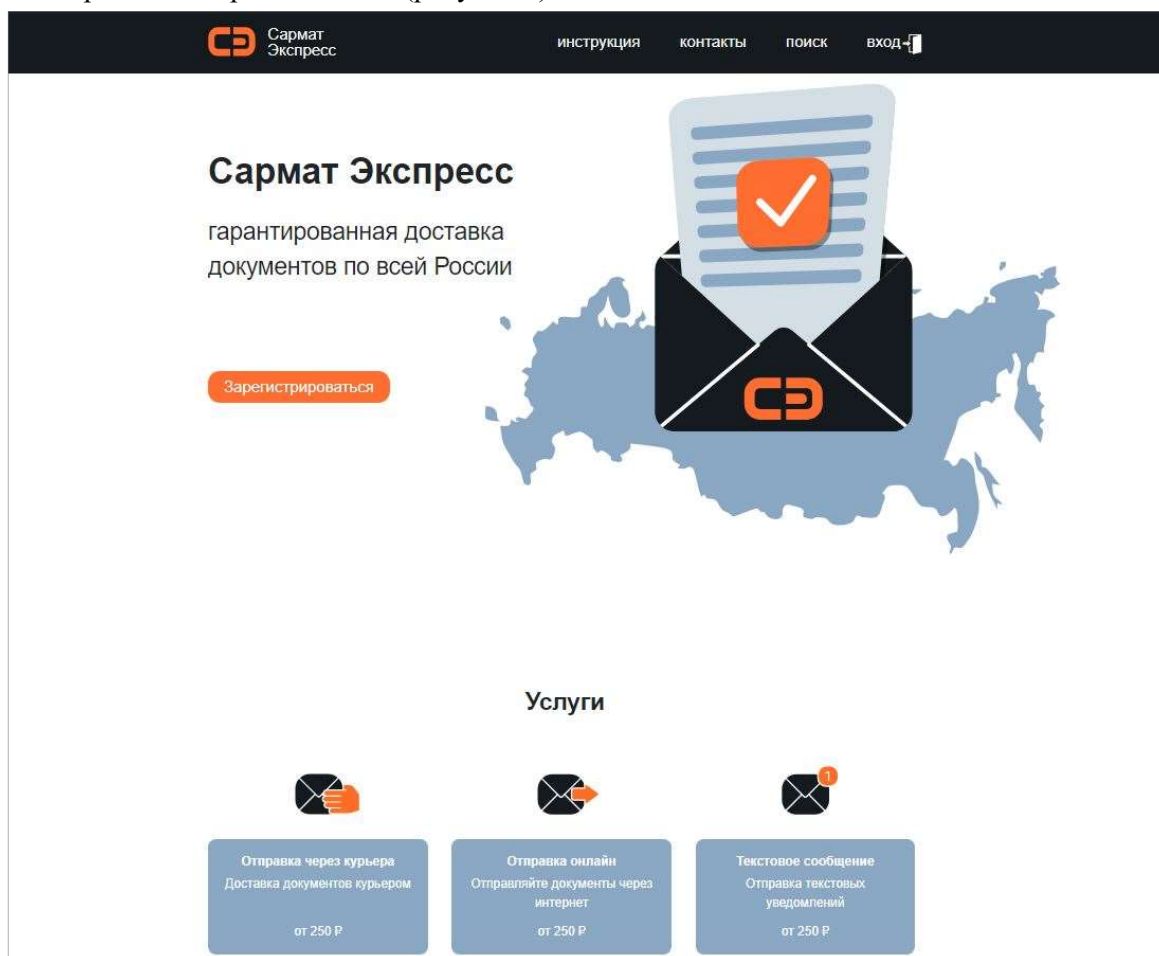 Сармат
Экспресс
инструкция контакты поиск вход
Сармат Экспресс
гарантированная доставка
документов по всей России
Зарегистрироваться
СЭ
Услуги
1
Отправка через курьера
Доставка документов курьером
от 250 ₽
Отправка онлайн
Отправляйте документы через
интернет
от 250 ₽
Текстовое сообщение
Отправка текстовых
уведомлений
от 250 ₽